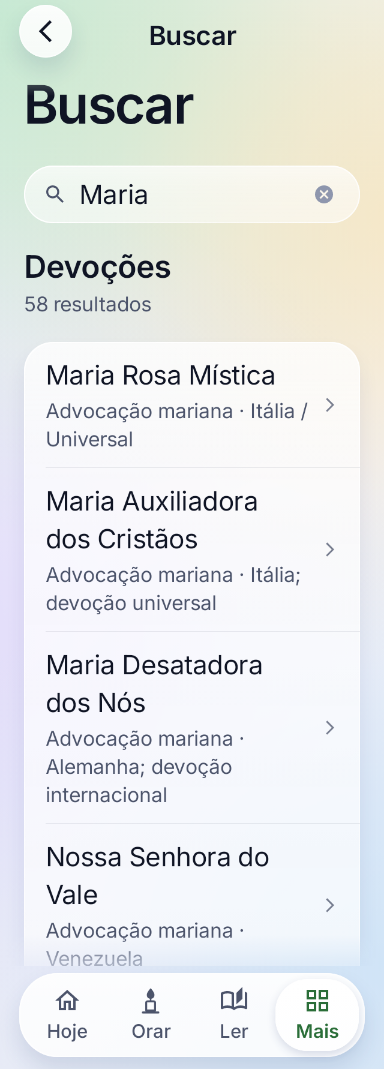 Buscar
Buscar
Maria
Devoções
58 resultados
Maria Rosa Mística
Advocação mariana · Itália /
Universal
Maria Auxiliadora
dos Cristãos
Advocação mariana · Itália;
devoção universal
Maria Desatadora
dos Nós
Advocação mariana ·
Alemanha; devoção
internacional
Nossa Senhora do
Vale
Advocação mariana ·
Venezuela
Hoje
Orar
Ler
Mais